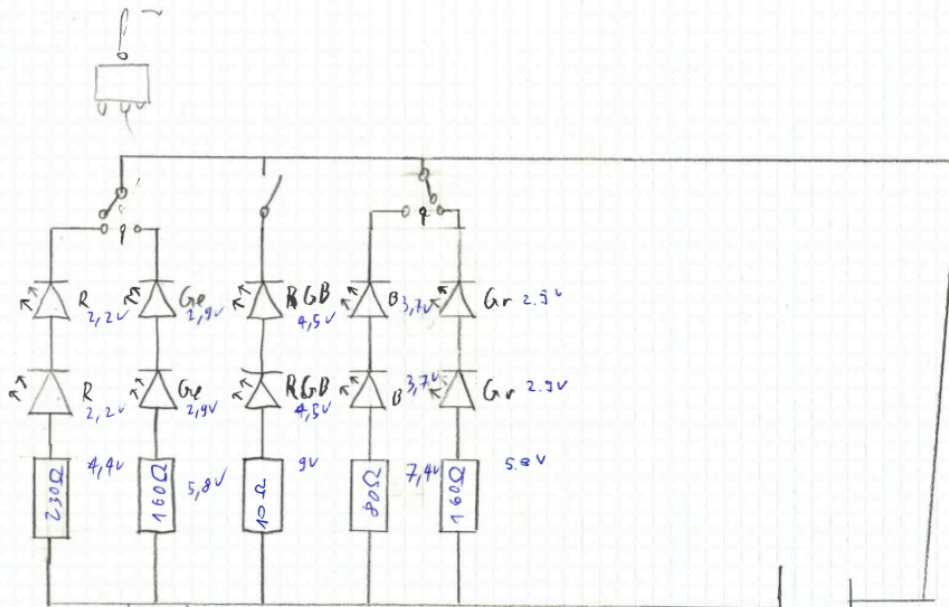 R 2,2V Ge 2,9V RGB 4,5V B 3,7V Gr 2.9V
R 2,2V Ge 2,9V RGB 4,5V B 3,7V Gr 2.9V
4,4V 5,8V 9V 7,4V 5.8V
230Ω 160Ω 10Ω 80Ω 160Ω